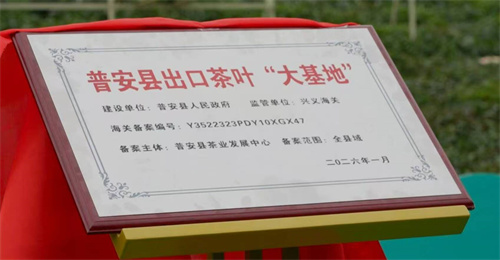 普安县出口茶叶“大基地”
建设单位：普安县人民政府 监管单位：兴义海关
海关备案编号：Y3522323PDY10XGX47
备案主体：普安县茶业发展中心 备案范围：全县域
二〇二六年一月